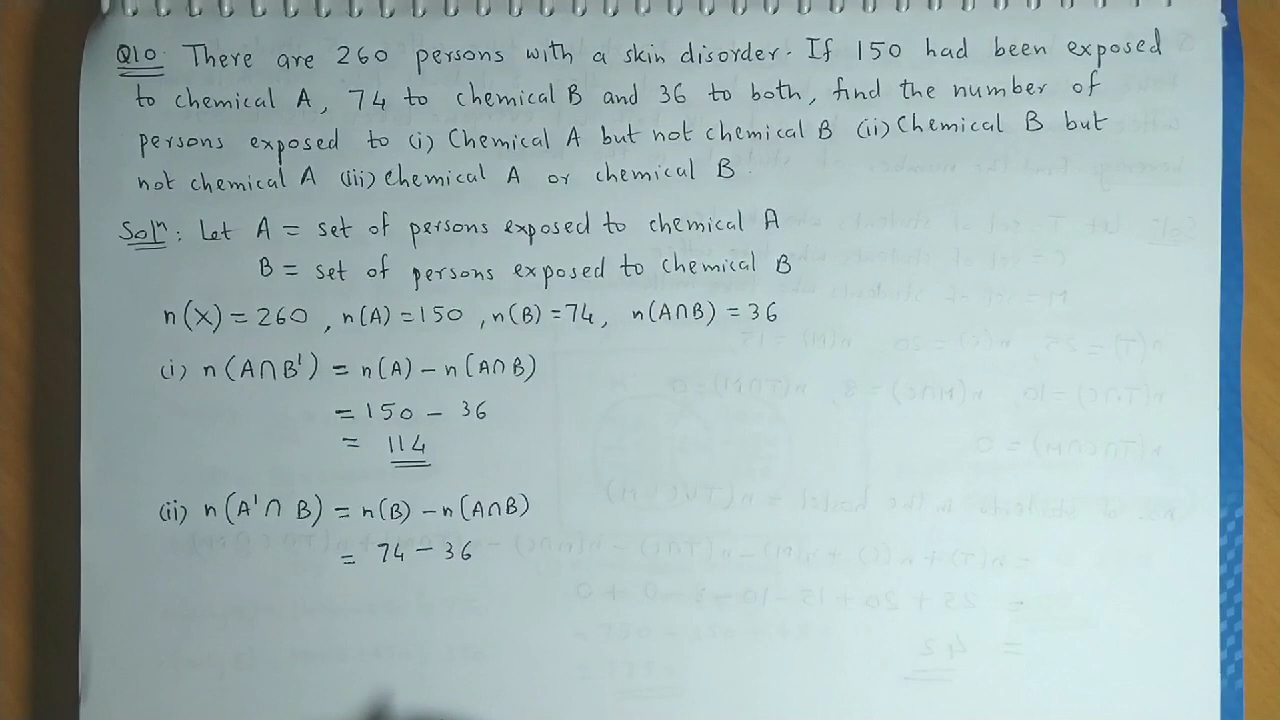 Q10. There are 260 persons with a skin disorder. If 150 had been exposed
to chemical A, 74 to chemical B and 36 to both, find the number of
persons exposed to (i) Chemical A but not chemical B (ii) Chemical B but
not chemical A (iii) Chemical A or chemical B.
Solⁿ: Let A = set of persons exposed to chemical A
B = set of persons exposed to chemical B
n(X) = 260, n(A) = 150, n(B) = 74, n(A∩B) = 36
(i) n(A∩B') = n(A) − n(A∩B)
= 150 − 36
= 114
(ii) n(A'∩ B) = n(B) − n(A∩B)
= 74 − 36